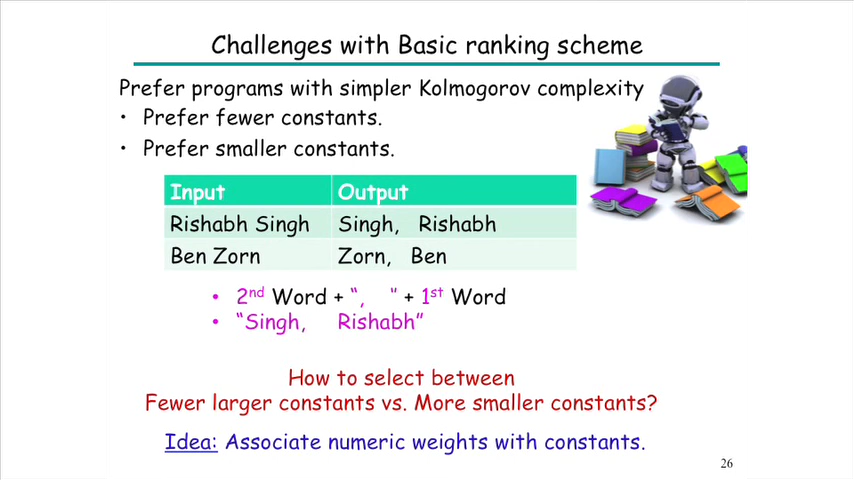 Challenges with Basic ranking scheme
Prefer programs with simpler Kolmogorov complexity
• Prefer fewer constants.
• Prefer smaller constants.
Input Output
Rishabh Singh Singh, Rishabh
Ben Zorn Zorn, Ben
• 2nd Word + “, ” + 1st Word
• “Singh, Rishabh”
How to select between
Fewer larger constants vs. More smaller constants?
Idea: Associate numeric weights with constants.
26